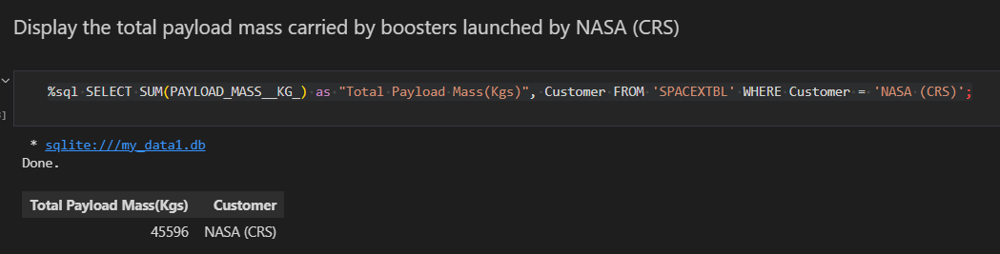 Display the total payload mass carried by boosters launched by NASA (CRS)
%sql SELECT SUM(PAYLOAD_MASS__KG_) as "Total Payload Mass(Kgs)", Customer FROM 'SPACEXTBL' WHERE Customer = 'NASA (CRS)';
]
* sqlite:///my_data1.db
Done.
Total Payload Mass(Kgs) Customer
45596 NASA (CRS)